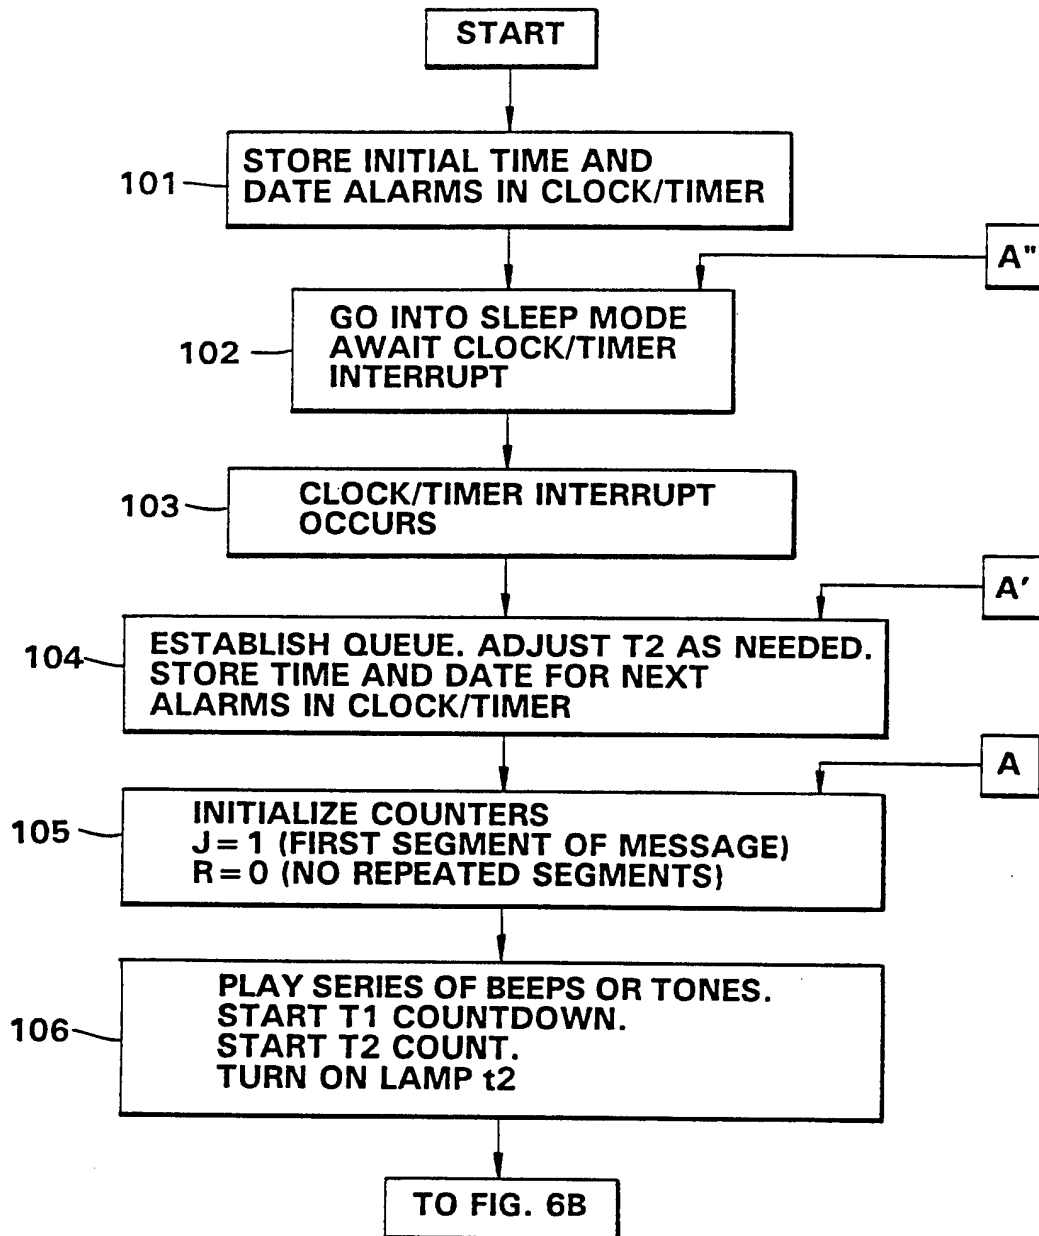 START
101
STORE INITIAL TIME AND
DATE ALARMS IN CLOCK/TIMER
A"
102
GO INTO SLEEP MODE
AWAIT CLOCK/TIMER
INTERRUPT
103
CLOCK/TIMER INTERRUPT
OCCURS
A'
104
ESTABLISH QUEUE. ADJUST T2 AS NEEDED.
STORE TIME AND DATE FOR NEXT
ALARMS IN CLOCK/TIMER
A
105
INITIALIZE COUNTERS
J=1 (FIRST SEGMENT OF MESSAGE)
R=0 (NO REPEATED SEGMENTS)
106
PLAY SERIES OF BEEPS OR TONES.
START T1 COUNTDOWN.
START T2 COUNT.
TURN ON LAMP t2
TO FIG. 6B